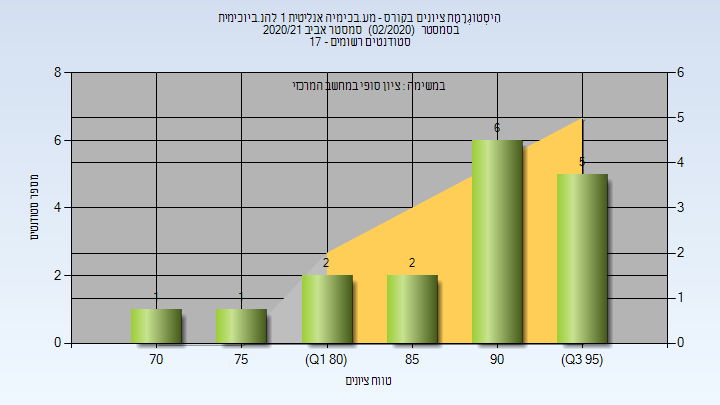 היסטוגרמת ציונים בקורס - מע.בכימיה אנליטית 1 להנ.ביוכימית
בסמסטר (02/2020) סמסטר אביב 2020/21
סטודנטים רשומים - 17
במשימה : ציון סופי במחשב המרכזי
8 6
5
6
4
4 3
2
2
1
0 0
1 1 2 2 6 5
מספר סטודנטים
70 75 (Q1 80) 85 90 (Q3 95)
טווח ציונים